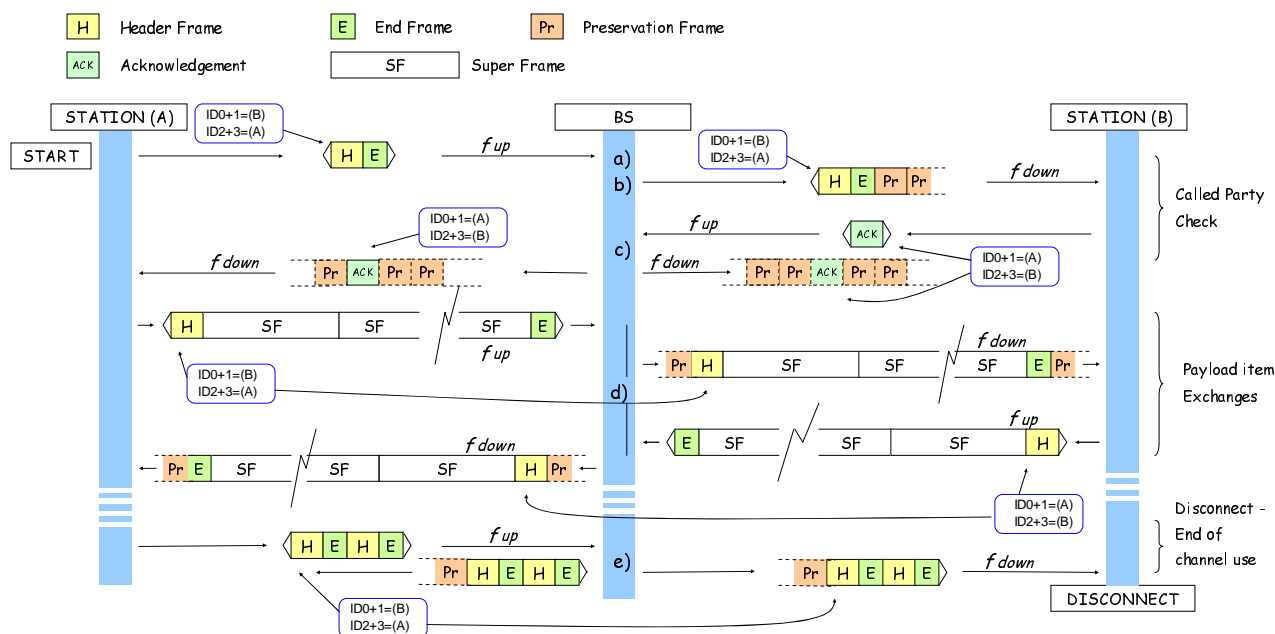 H Header Frame E End Frame Pr Preservation Frame
ACK Acknowledgement SF Super Frame
STATION (A) BS STATION (B)
ID0+1=(B)
ID2+3=(A)
START
H E
f up
a)
b)
ID0+1=(B)
ID2+3=(A)
H E Pr Pr
f down
Called Party
Check
ID0+1=(A)
ID2+3=(B)
f up
ACK
c)
f down
Pr ACK Pr Pr
f down
Pr Pr ACK Pr Pr
ID0+1=(A)
ID2+3=(B)
H SF SF SF E
f up
f down
Pr H SF SF SF E Pr
Payload item
Exchanges
ID0+1=(B)
ID2+3=(A)
d)
f up
E SF SF SF H
f down
Pr E SF SF SF H Pr
ID0+1=(A)
ID2+3=(B)
Disconnect -
End of
channel use
H E H E
f up
e)
Pr H E H E
Pr H E H E
f down
ID0+1=(B)
ID2+3=(A)
DISCONNECT